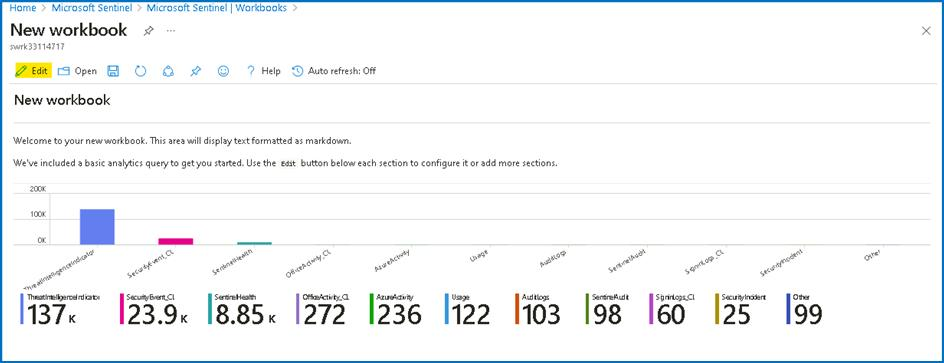 Home > Microsoft Sentinel > Microsoft Sentinel | Workbooks >
New workbook ...
swrk33114717
Edit Open ? Help Auto refresh: Off
New workbook
Welcome to your new workbook. This area will display text formatted as markdown.
We've included a basic analytics query to get you started. Use the Edit button below each section to configure it or add more sections.
200K
100K
0K
ThreatIntelligenceIndicator SecurityEvent_CL SentinelHealth OfficeActivity_CL AzureActivity Usage AuditLogs SentinelAudit SigninLogs_CL SecurityIncident Other
ThreatIntelligenceIndicator SecurityEvent_CL SentinelHealth OfficeActivity_CL AzureActivity Usage AuditLogs SentinelAudit SigninLogs_CL SecurityIncident Other
137 K 23.9 K 8.85 K 272 236 122 103 98 60 25 99